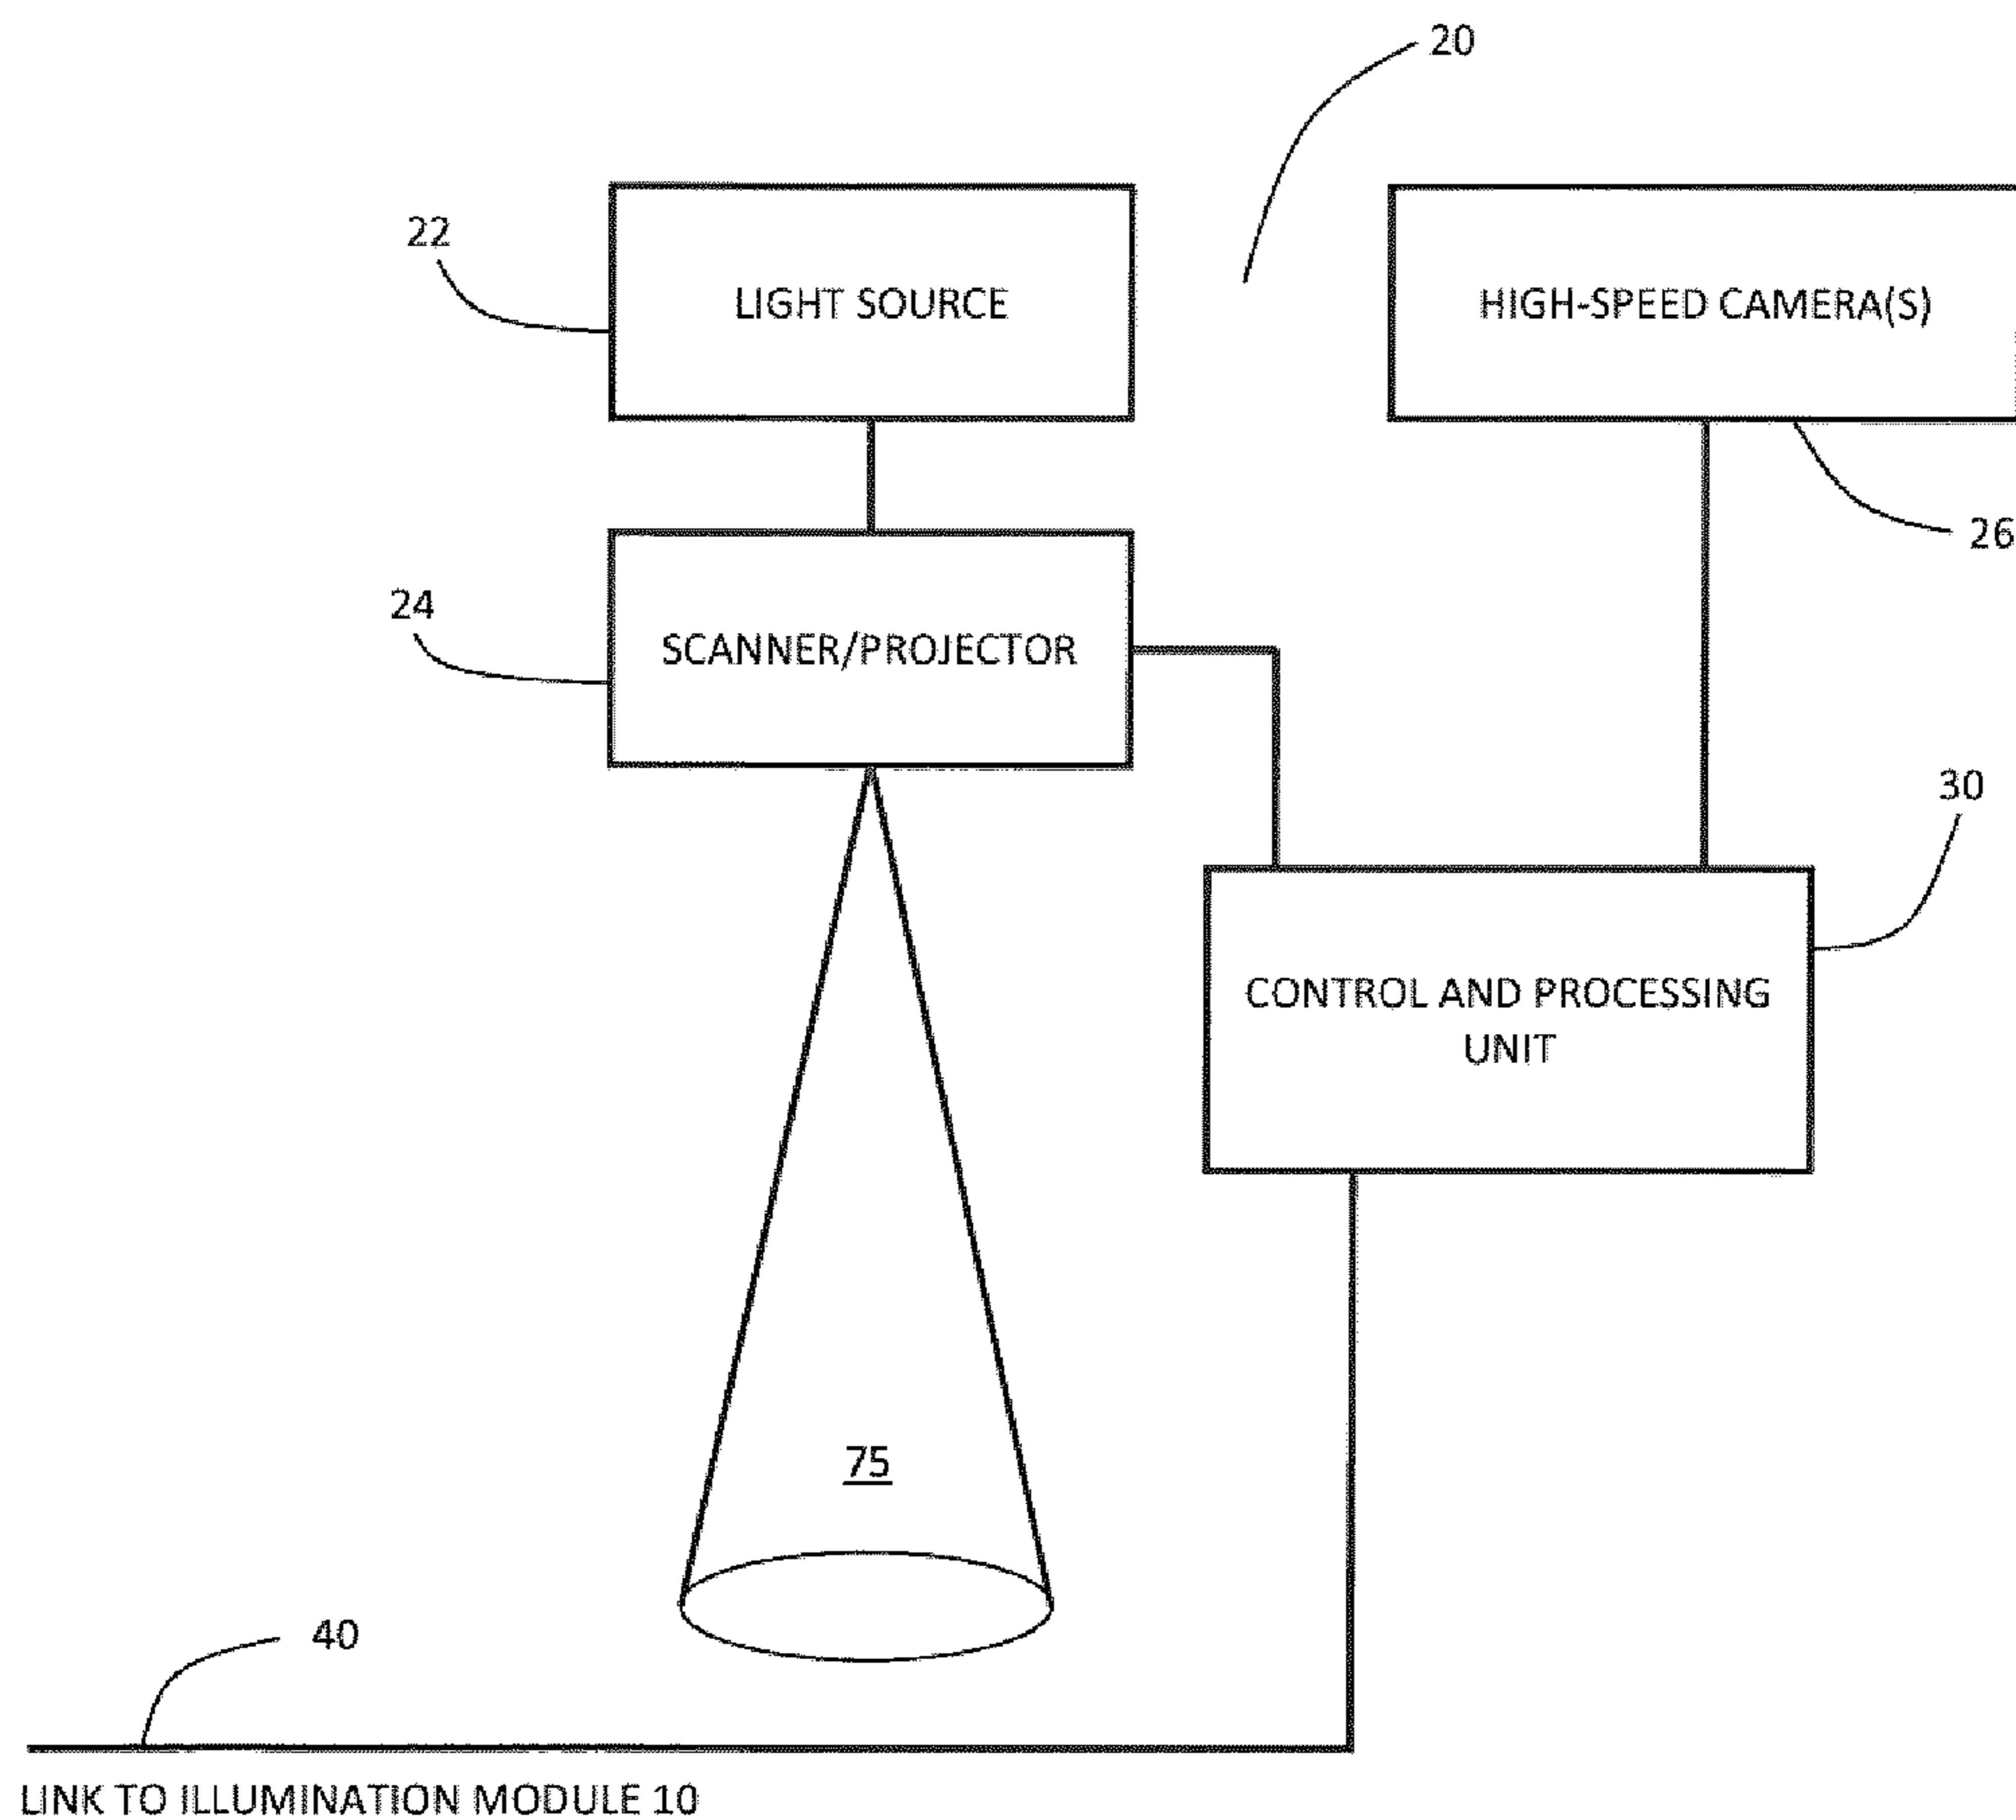 20
22
LIGHT SOURCE
HIGH-SPEED CAMERA(S)
26
24
SCANNER/PROJECTOR
30
CONTROL AND PROCESSING
UNIT
75
40
LINK TO ILLUMINATION MODULE 10